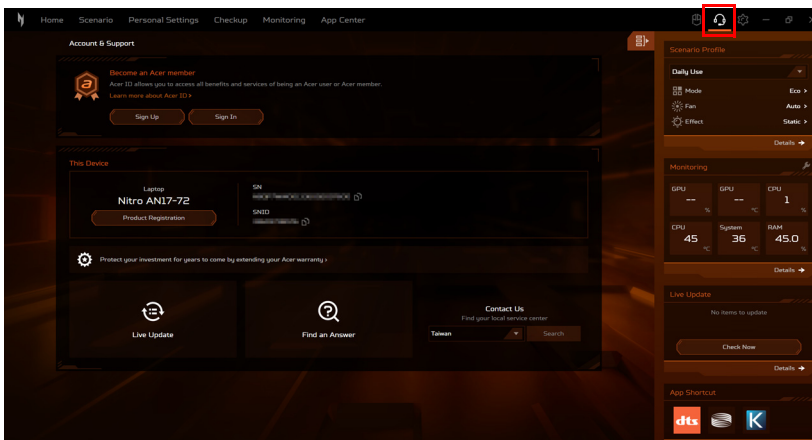 Home Scenario Personal Settings Checkup Monitoring App Center
Account & Support
Become an Acer member
Acer ID allows you to access all benefits and services of being an Acer user or Acer member.
Learn more about Acer ID >
Sign Up Sign In
This Device
Laptop
Nitro AN17-72
Product Registration
SN
SNID
Protect your investment for years to come by extending your Acer warranty >
Live Update
Find an Answer
Contact Us
Find your local service center
Taiwan
Search
Scenario Profile
Daily Use
Mode Eco >
Fan Auto >
Effect Static >
Details →
Monitoring
GPU GPU CPU
-- -- 1
% °C %
CPU System RAM
45 36 45.0
°C °C %
Details →
Live Update
No items to update
Check Now
Details →
App Shortcut
dts K